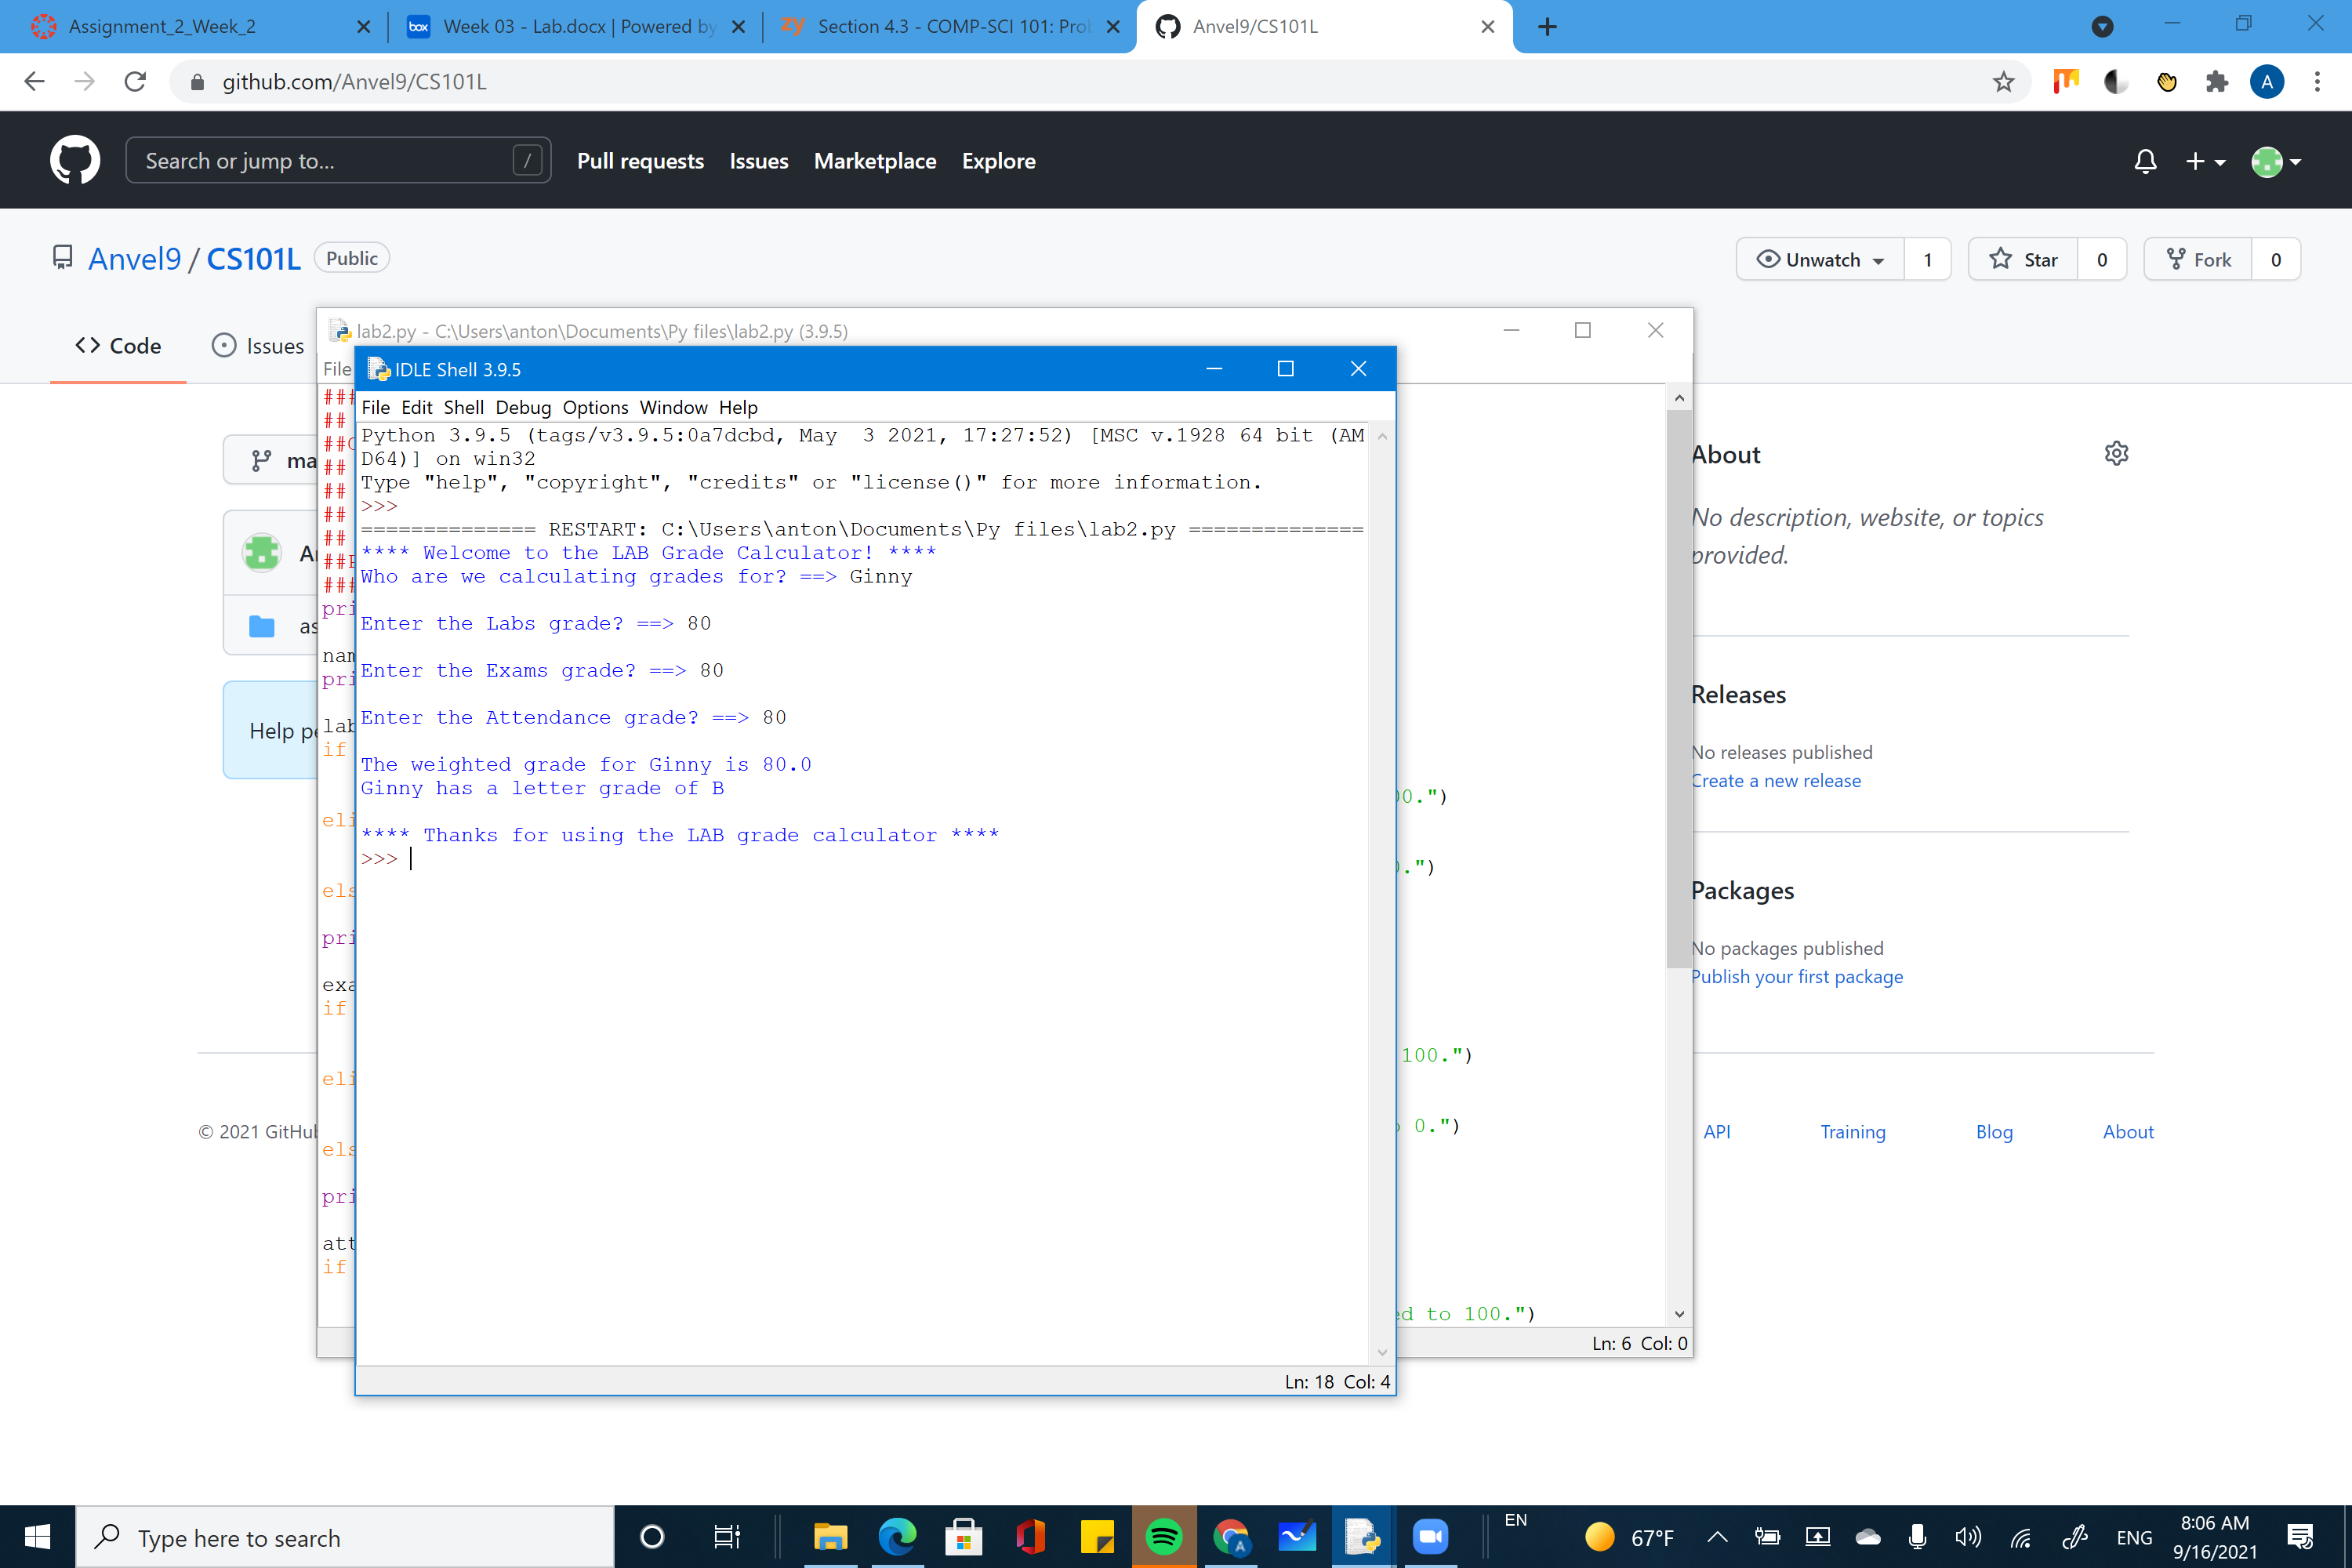 Assignment_2_Week_2
box Week 03 - Lab.docx | Powered by
zy Section 4.3 - COMP-SCI 101: Pro
Anvel9/CS101L
github.com/Anvel9/CS101L
A
Search or jump to... /
Pull requests Issues Marketplace Explore
Anvel9 / CS101L Public
Unwatch 1 Star 0 Fork 0
Code Issues
lab2.py - C:\Users\anton\Documents\Py files\lab2.py (3.9.5)
File
IDLE Shell 3.9.5
File Edit Shell Debug Options Window Help
Python 3.9.5 (tags/v3.9.5:0a7dcbd, May  3 2021, 17:27:52) [MSC v.1928 64 bit (AM
D64)] on win32
Type "help", "copyright", "credits" or "license()" for more information.
>>>
============== RESTART: C:\Users\anton\Documents\Py files\lab2.py ==============
**** Welcome to the LAB Grade Calculator! ****
Who are we calculating grades for? ==> Ginny
Enter the Labs grade? ==> 80
Enter the Exams grade? ==> 80
Enter the Attendance grade? ==> 80
The weighted grade for Ginny is 80.0
Ginny has a letter grade of B
**** Thanks for using the LAB grade calculator ****
>>>
Ln: 18 Col: 4
###
##
##
##
##
##
###
pri
nam
pri
lab
if
eli
els
pri
exa
if
eli
els
pri
att
if
0.")
.")
100.")
0.")
ed to 100.")
Ln: 6 Col: 0
ma
as
Help pe
About
No description, website, or topics
provided.
Releases
No releases published
Create a new release
Packages
No packages published
Publish your first package
© 2021 GitHub
API Training Blog About
Type here to search
A
EN
67°F
ENG
8:06 AM
9/16/2021